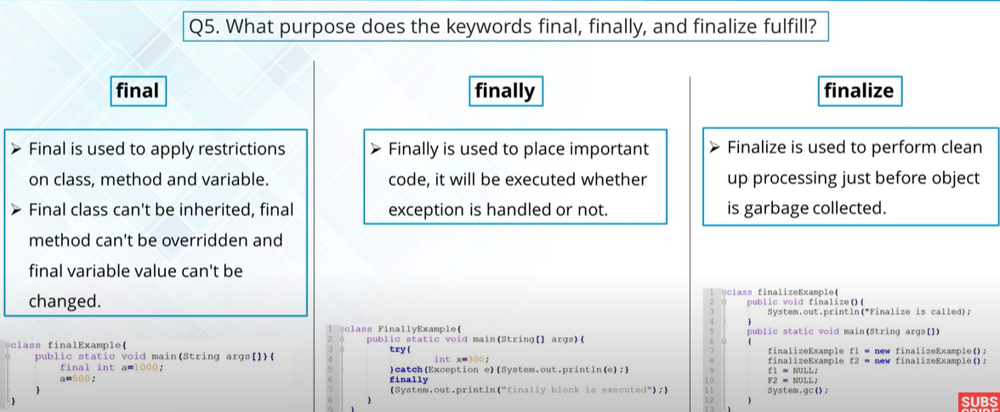 Q5. What purpose does the keywords final, finally, and finalize fulfill?
final
➤ Final is used to apply restrictions
on class, method and variable.
➤ Final class can't be inherited, final
method can't be overridden and
final variable value can't be
changed.
class finalExample{
public static void main(String args[]){
final int a=1000;
a=500;
}
}
finally
➤ Finally is used to place important
code, it will be executed whether
exception is handled or not.
1 class FinallyExample{
2 public static void main(String[] args){
3 try{
4 int x=300;
5 }catch(Exception e){System.out.println(e);}
6 finally
7 {System.out.println("finally block is executed");}
8 }
9 }
finalize
➤ Finalize is used to perform clean
up processing just before object
is garbage collected.
1 class finalizeExample{
2 public void finalize(){
3 System.out.println("Finalize is called);
4 }
5 public static void main(String args[])
6 {
7 finalizeExample f1 = new finalizeExample();
8 finalizeExample f2 = new finalizeExample();
9 f1 = NULL;
10 F2 = NULL;
11 System.gc();
12 }
13 }
SUBS